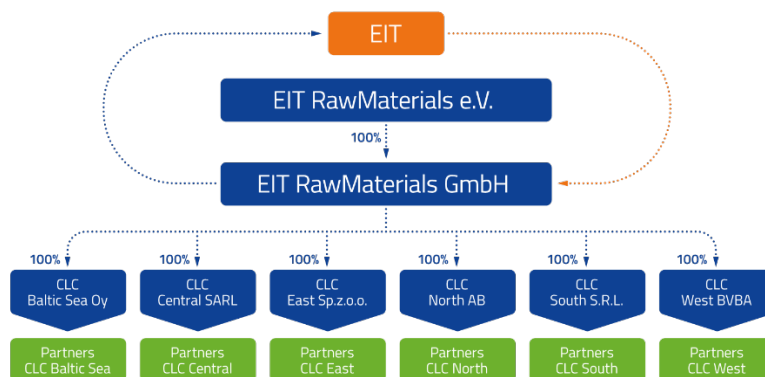 EIT
EIT RawMaterials e.V.
100%
EIT RawMaterials GmbH
100% 100% 100% 100% 100% 100%
CLC
Baltic Sea Oy
CLC
Central SARL
CLC
East Sp.z.o.o.
CLC
North AB
CLC
South S.R.L.
CLC
West BVBA
Partners
CLC Baltic Sea
Partners
CLC Central
Partners
CLC East
Partners
CLC North
Partners
CLC South
Partners
CLC West